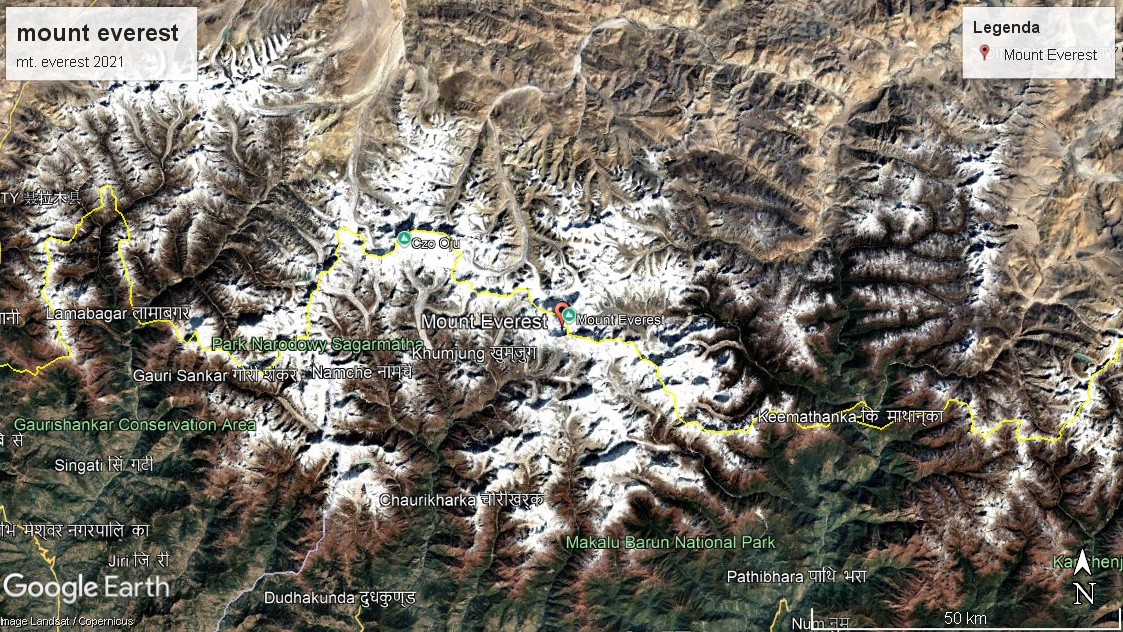 mount everest
mt. everest 2021
Legenda
Mount Everest
Czo Oju
Lamabagar लामाबगर
Mount Everest
Mount Everest
Park Narodowy Sagarmatha
Khumjung खुमजुंग
Gauri Sankar गौरी शंकर
Namche नाम्चे
Keemathanka किमाथान्का
Gaurishankar Conservation Area
Singati सिंगटी
Chaurikharka चौरीखर्क
Makalu Barun National Park
Jiri जिरी
Pathibhara पाथिभरा
Google Earth
Dudhakunda दुधकुण्ड
N
Image Landsat / Copernicus
Num नुम
50 km